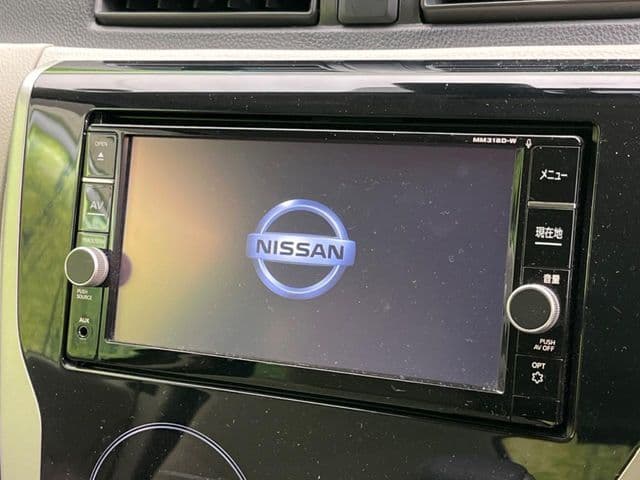 MM318D-W
OPEN
メニュー
AV
現在地
NISSAN
音量
PUSH
SOURCE
PUSH
AV OFF
AUX
OPT